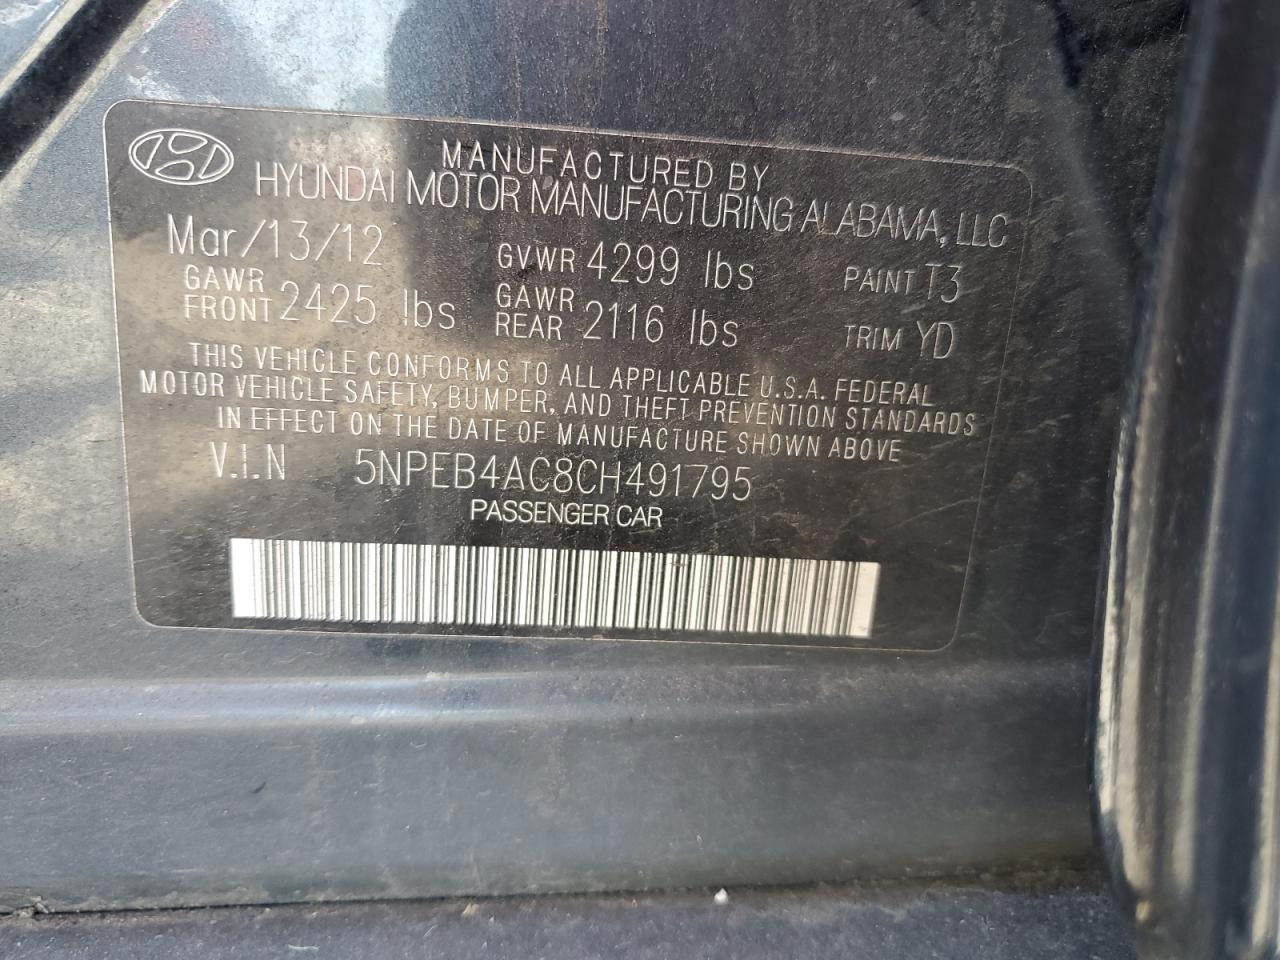 MANUFACTURED BY
HYUNDAI MOTOR MANUFACTURING ALABAMA, LLC
Mar/13/12 GVWR 4299 lbs PAINT T3
GAWR FRONT 2425 lbs GAWR REAR 2116 lbs TRIM YD
THIS VEHICLE CONFORMS TO ALL APPLICABLE U.S.A. FEDERAL
MOTOR VEHICLE SAFETY, BUMPER, AND THEFT PREVENTION STANDARDS
IN EFFECT ON THE DATE OF MANUFACTURE SHOWN ABOVE
V.I.N 5NPEB4AC8CH491795
PASSENGER CAR